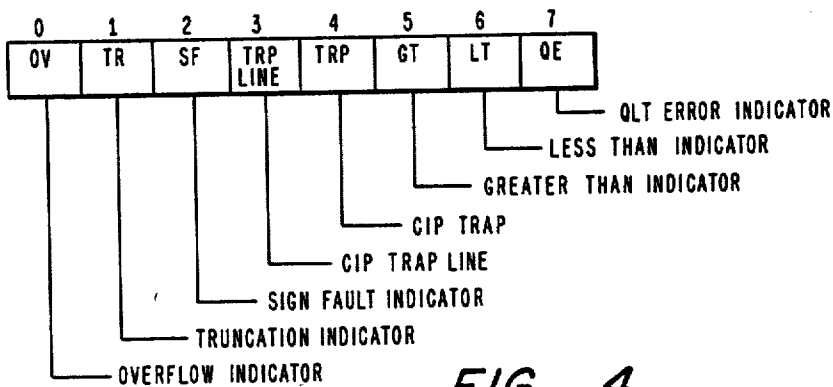 0 1 2 3 4 5 6 7
OV TR SF TRP LINE TRP GT LT QE
QLT ERROR INDICATOR
LESS THAN INDICATOR
GREATER THAN INDICATOR
CIP TRAP
CIP TRAP LINE
SIGN FAULT INDICATOR
TRUNCATION INDICATOR
OVERFLOW INDICATOR
FIG. 4